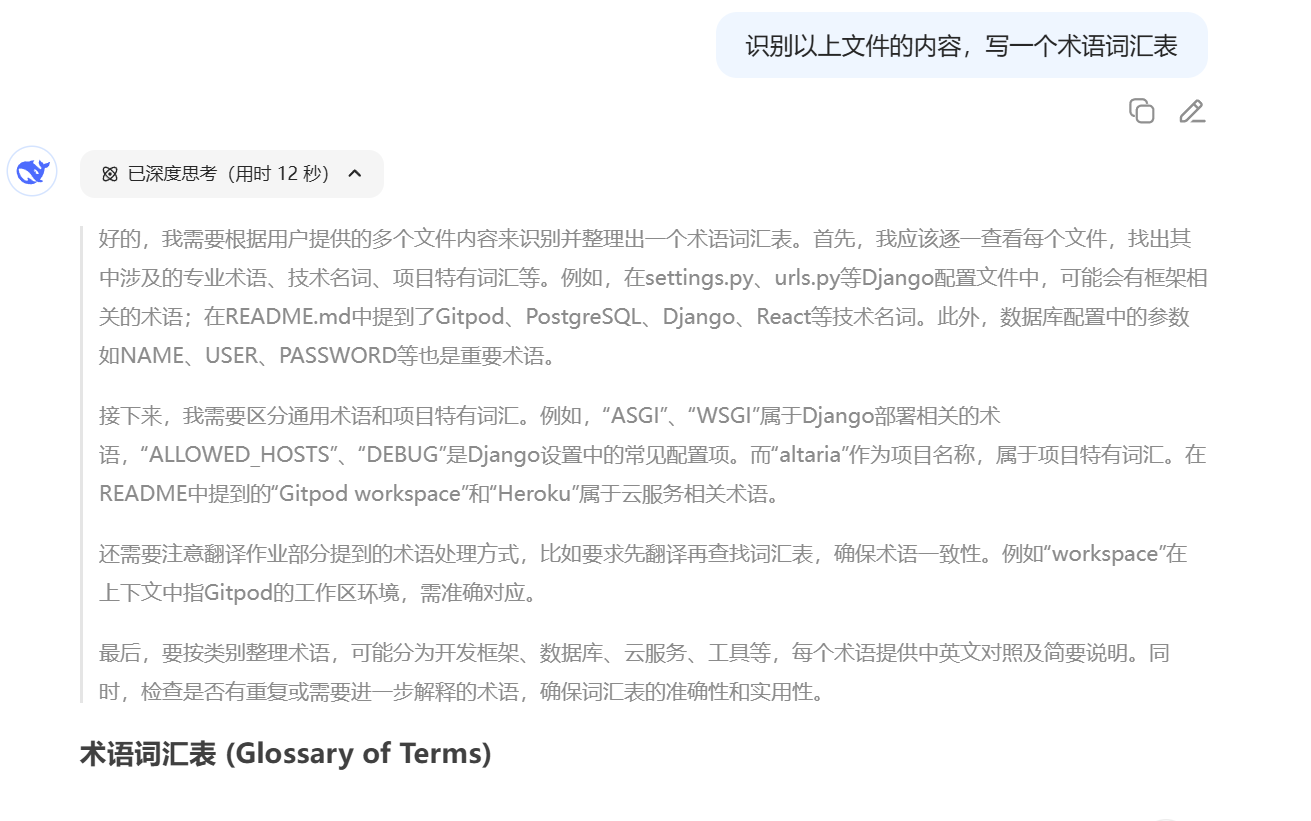 识别以上文件的内容，写一个术语词汇表
已深度思考（用时 12 秒）
好的，我需要根据用户提供的多个文件内容来识别并整理出一个术语词汇表。首先，我应该逐一查看每个文件，找出其
中涉及的专业术语、技术名词、项目特有词汇等。例如，在settings.py、urls.py等Django配置文件中，可能会有框架相
关的术语；在README.md中提到了Gitpod、PostgreSQL、Django、React等技术名词。此外，数据库配置中的参数
如NAME、USER、PASSWORD等也是重要术语。
接下来，我需要区分通用术语和项目特有词汇。例如，“ASGI”、“WSGI”属于Django部署相关的术
语，“ALLOWED_HOSTS”、“DEBUG”是Django设置中的常见配置项。而“altaria”作为项目名称，属于项目特有词汇。在
README中提到的“Gitpod workspace”和“Heroku”属于云服务相关术语。
还需要注意翻译作业部分提到的术语处理方式，比如要求先翻译再查找词汇表，确保术语一致性。例如“workspace”在
上下文中指Gitpod的工作区环境，需准确对应。
最后，要按类别整理术语，可能分为开发框架、数据库、云服务、工具等，每个术语提供中英文对照及简要说明。同
时，检查是否有重复或需要进一步解释的术语，确保词汇表的准确性和实用性。
术语词汇表 (Glossary of Terms)